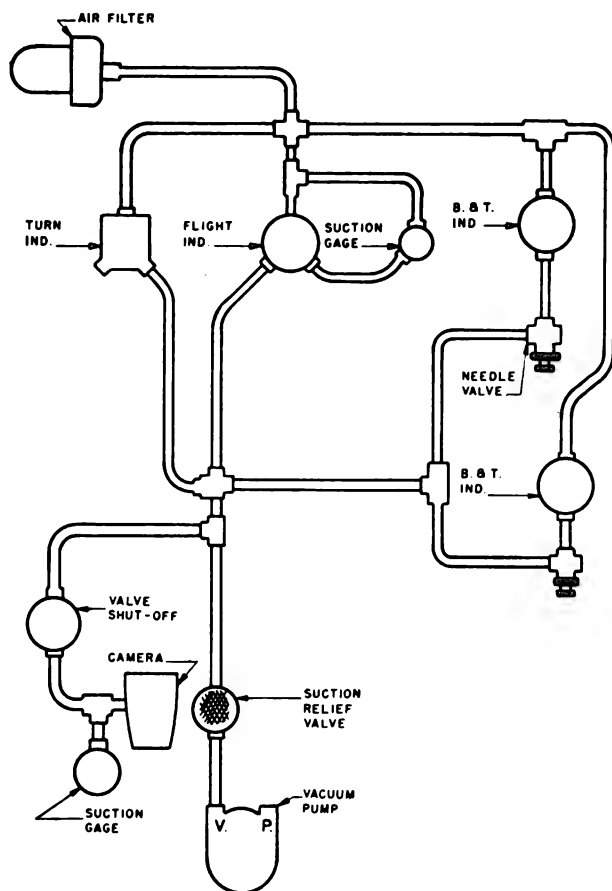 AIR FILTER
TURN
IND.
FLIGHT
IND.
SUCTION
GAGE
B. & T.
IND
NEEDLE
VALVE
B. & T.
IND.
VALVE
SHUT-OFF
CAMERA
SUCTION
RELIEF
VALVE
SUCTION
GAGE
VACUUM
PUMP
V. P.